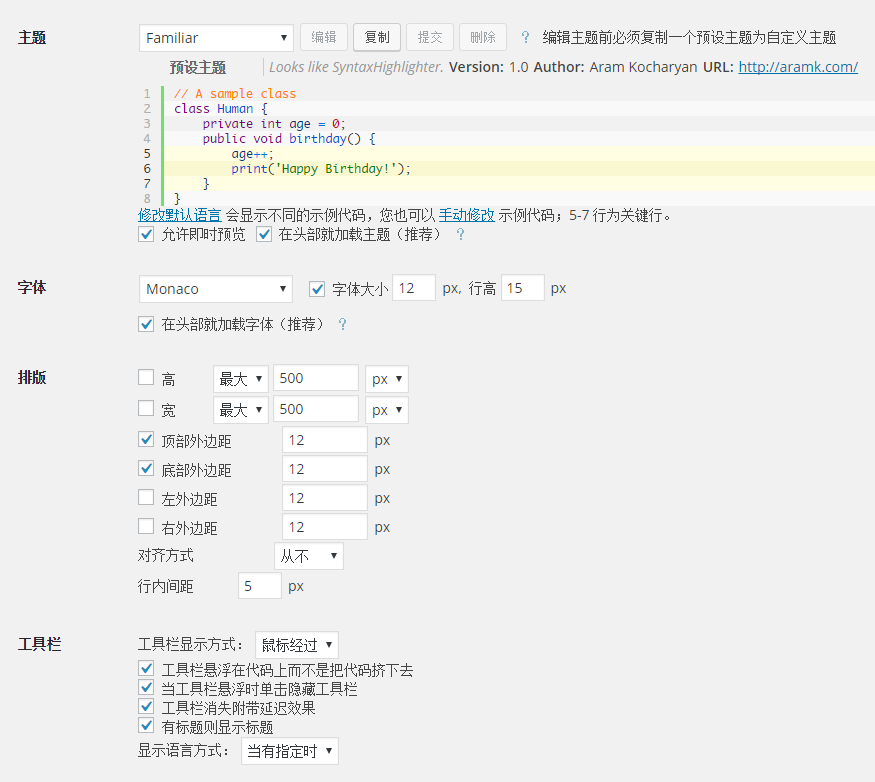 主题 Familiar 编辑 复制 提交 删除 ? 编辑主题前必须复制一个预设主题为自定义主题
预设主题 Looks like SyntaxHighlighter. Version: 1.0 Author: Aram Kocharyan URL: http://aramk.com/
1 // A sample class
2 class Human {
3 private int age = 0;
4 public void birthday() {
5 age++;
6 print('Happy Birthday!');
7 }
8 }
修改默认语言 会显示不同的示例代码，您也可以 手动修改 示例代码；5-7 行为关键行。
允许即时预览 在头部就加载主题（推荐） ?
字体 Monaco 字体大小 12 px, 行高 15 px
在头部就加载字体（推荐） ?
排版 高 最大 500 px
宽 最大 500 px
顶部外边距 12 px
底部外边距 12 px
左外边距 12 px
右外边距 12 px
对齐方式 从不
行内间距 5 px
工具栏 工具栏显示方式： 鼠标经过
工具栏悬浮在代码上而不是把代码挤下去
当工具栏悬浮时单击隐藏工具栏
工具栏消失附带延迟效果
有标题则显示标题
显示语言方式： 当有指定时